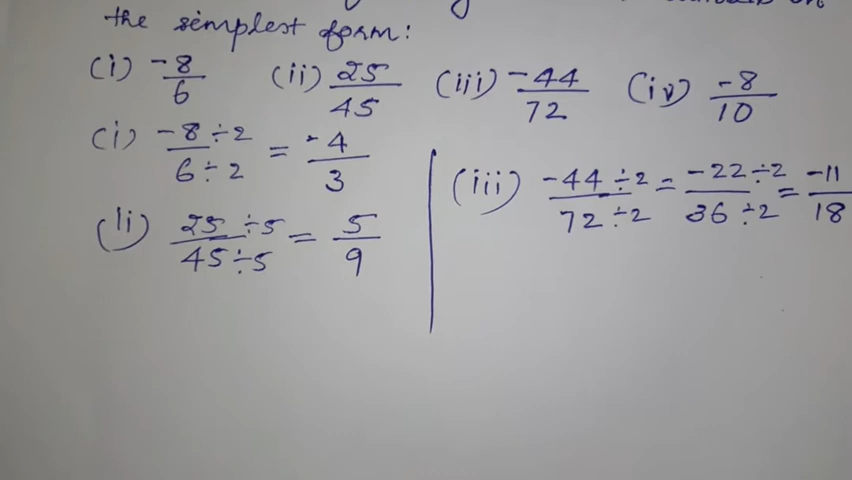 the simplest form:
(i) -8/6 (ii) 25/45 (iii) -44/72 (iv) -8/10
(i) -8÷2/6÷2 = -4/3
(ii) 25÷5/45÷5 = 5/9
(iii) -44÷2/72÷2 = -22÷2/36÷2 = -11/18